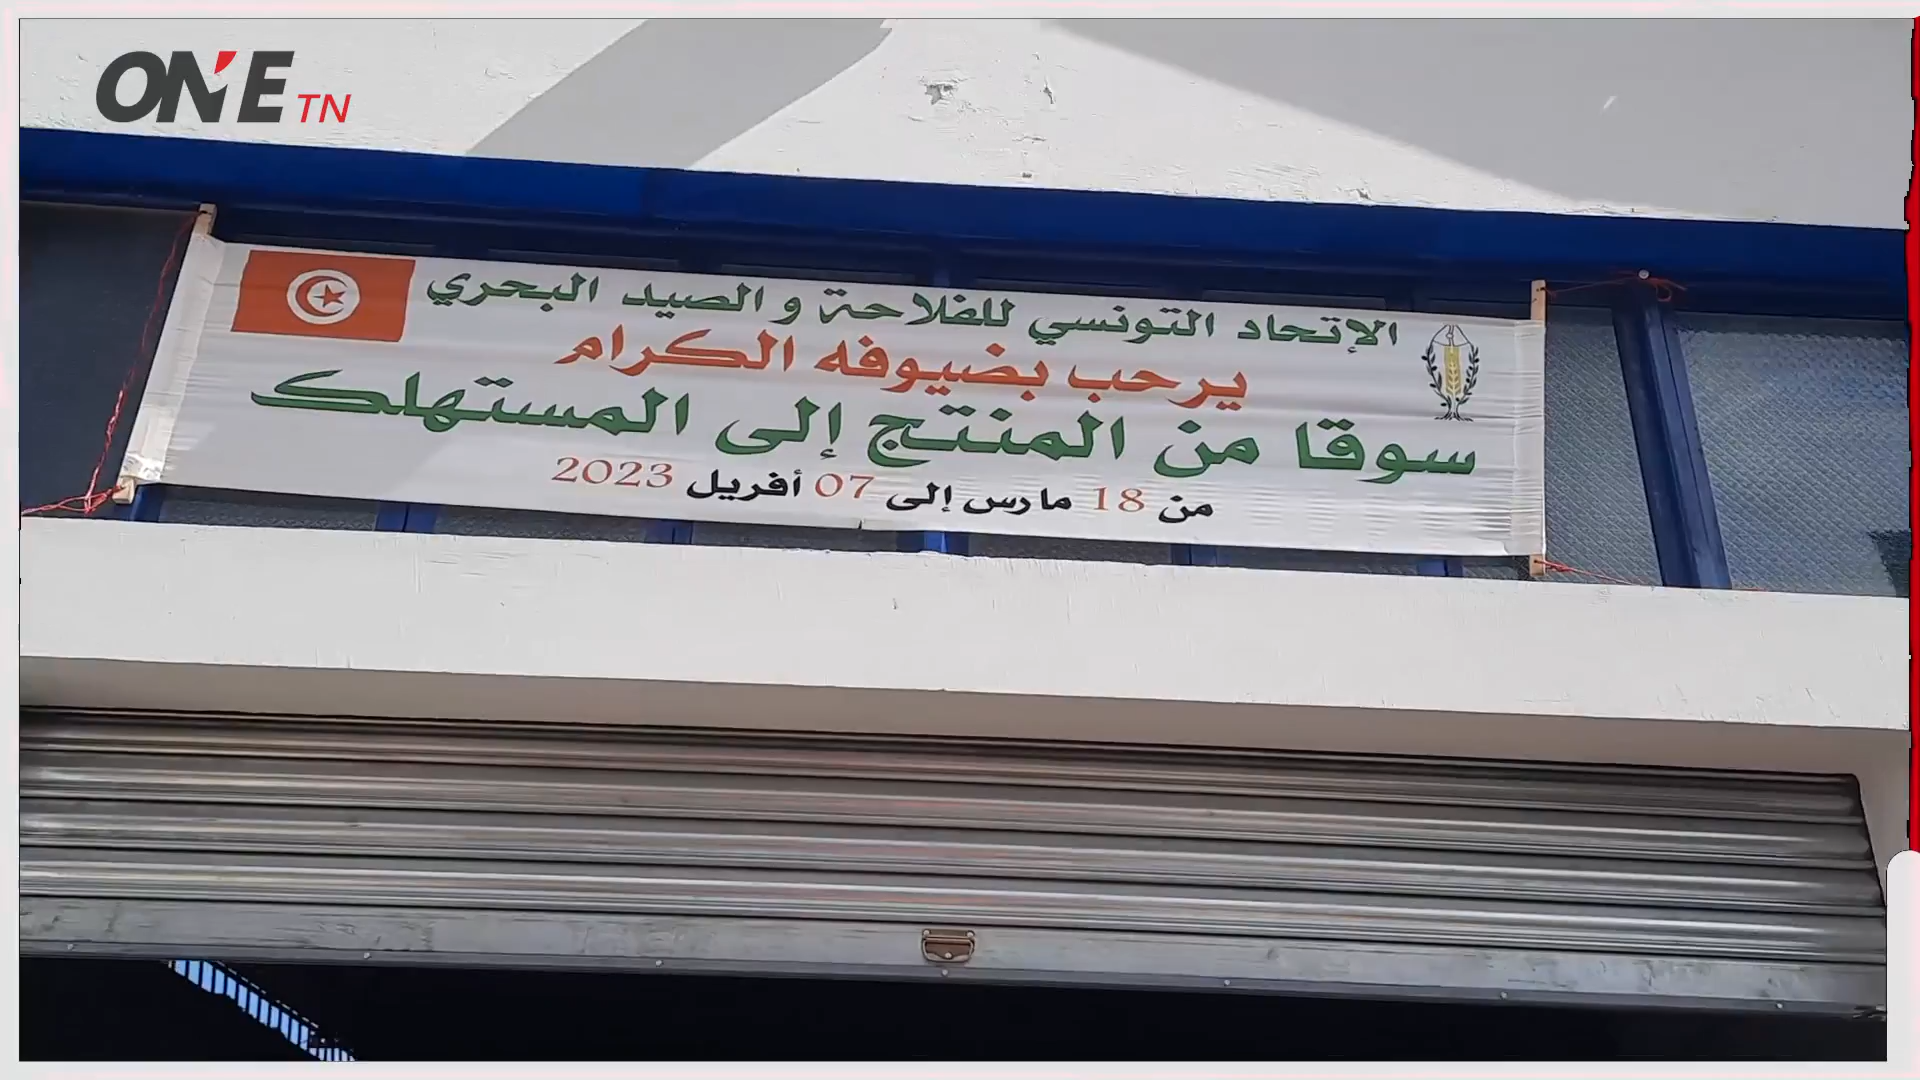 ONE TN
الإتحاد التونسي للفلاحة و الصيد البحري
يرحب بضيوفه الكرام
سوقا من المنتج إلى المستهلك
من 18 مارس إلى 07 أفريل 2023